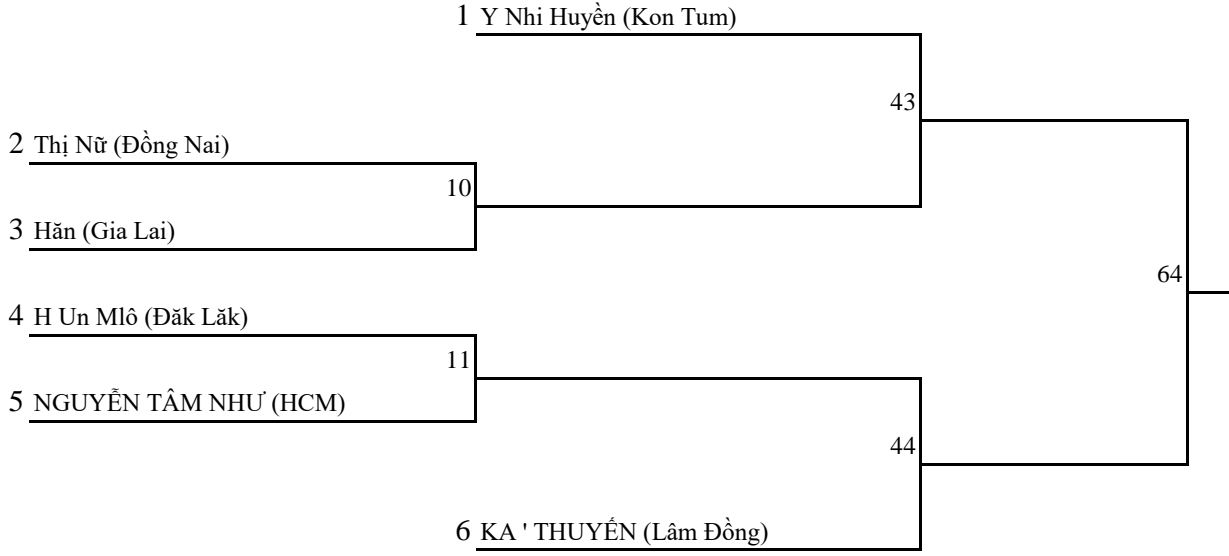 1 Y Nhi Huyền (Kon Tum)
43
2 Thị Nữ (Đồng Nai)
10
3 Hăn (Gia Lai)
64
4 H Un Mlô (Đăk Lăk)
11
5 NGUYỄN TÂM NHƯ (HCM)
44
6 KA ' THUYẾN (Lâm Đồng)